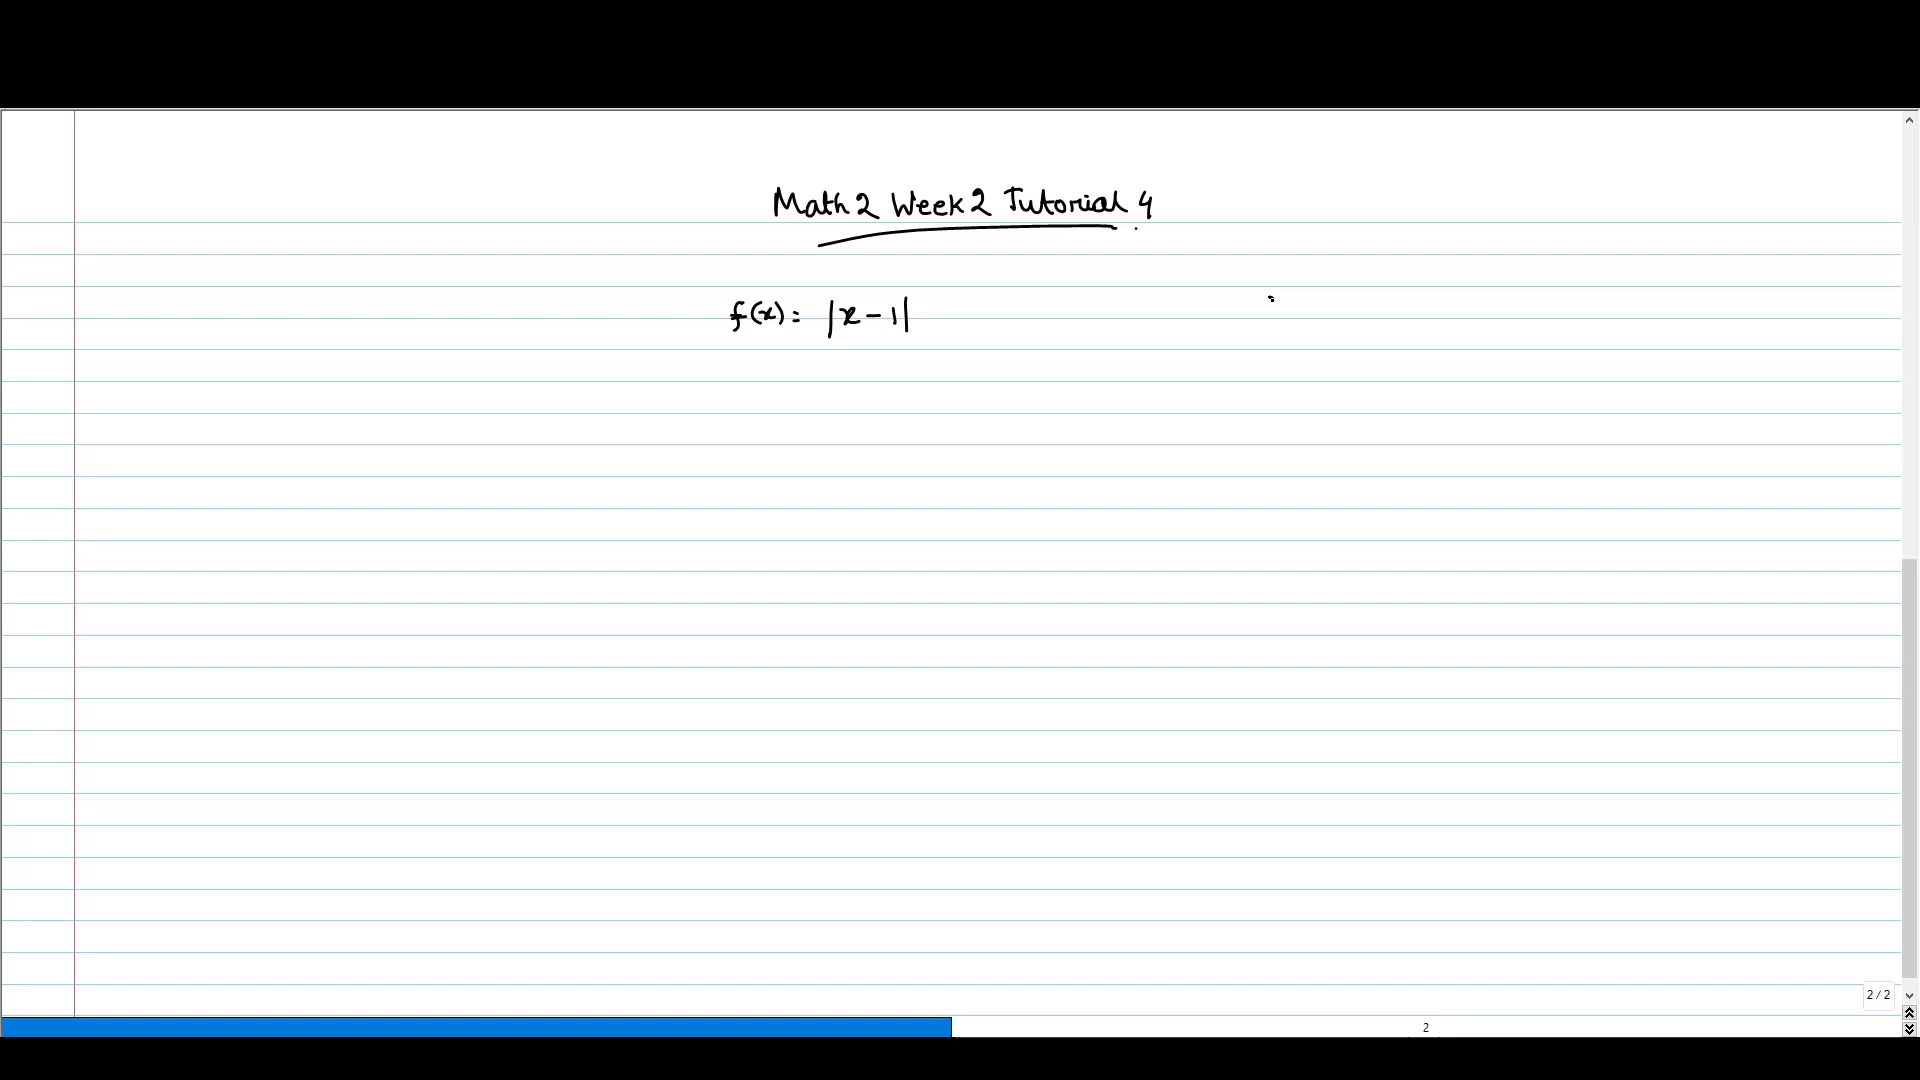 Math 2 Week 2 Tutorial 4
f(x) = |x - 1|
2 / 2
2